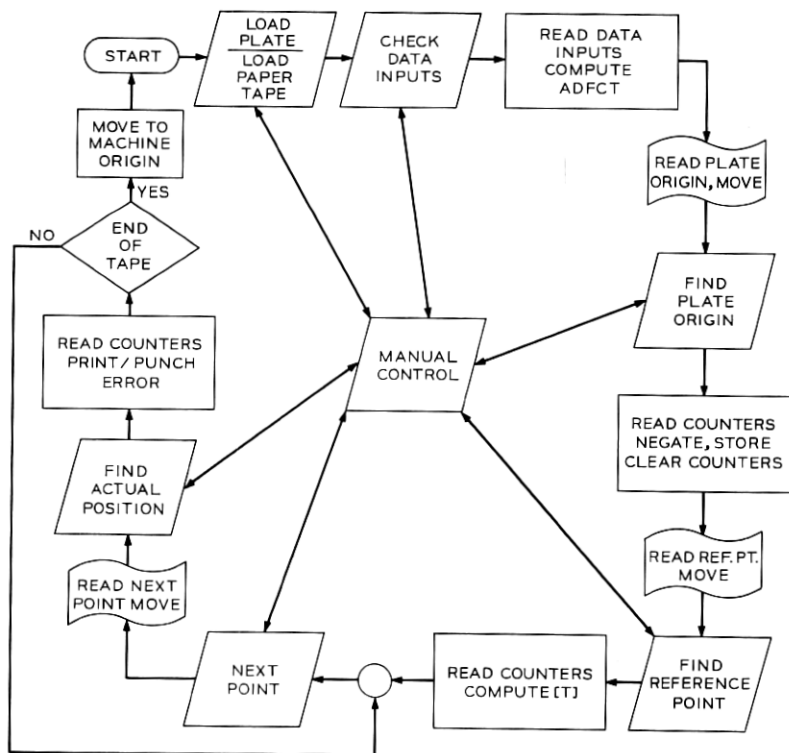 START
LOAD
PLATE
LOAD
PAPER
TAPE
CHECK
DATA
INPUTS
READ DATA
INPUTS
COMPUTE
ADFCT
READ PLATE
ORIGIN, MOVE
FIND
PLATE
ORIGIN
READ COUNTERS
NEGATE, STORE
CLEAR COUNTERS
READ REF. PT.
MOVE
FIND
REFERENCE
POINT
READ COUNTERS
COMPUTE [T]
NEXT
POINT
READ NEXT
POINT MOVE
FIND
ACTUAL
POSITION
READ COUNTERS
PRINT / PUNCH
ERROR
END
OF
TAPE
NO
YES
MOVE TO
MACHINE
ORIGIN
MANUAL
CONTROL